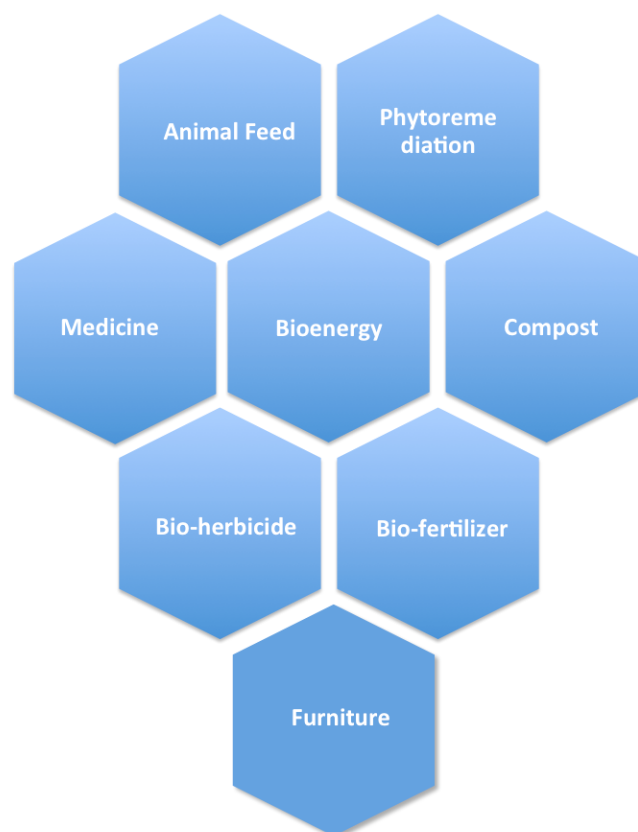 Animal Feed
Phytoreme
diation
Medicine
Bioenergy
Compost
Bio-herbicide
Bio-fertilizer
Furniture